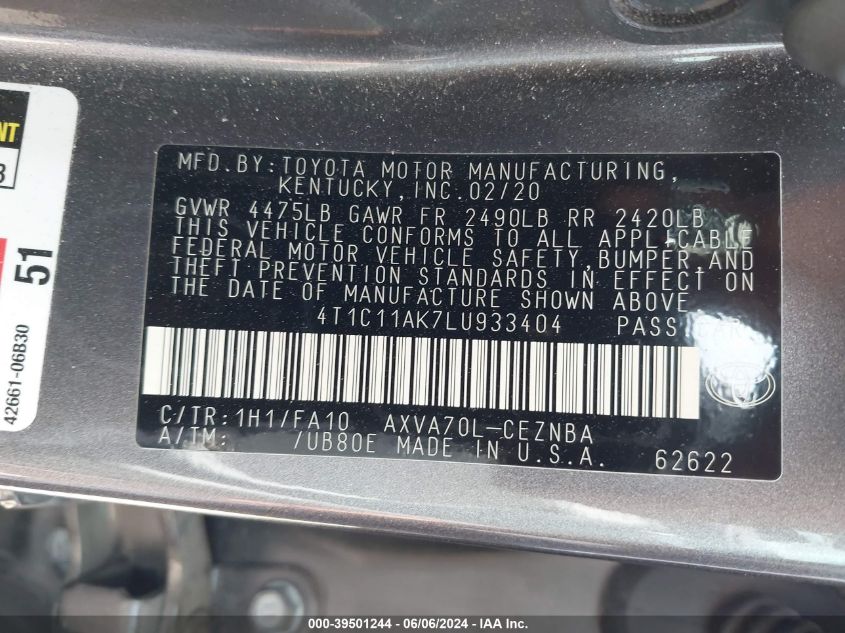 NT
3
51
42661-06B30
MFD.BY:TOYOTA MOTOR MANUFACTURING,
KENTUCKY,INC.02/20
GVWR 4475LB GAWR FR 2490LB RR 2420LB
THIS VEHICLE CONFORMS TO ALL APPLICABLE
FEDERAL MOTOR VEHICLE SAFETY,BUMPER,AND
THEFT PREVENTION STANDARDS IN EFFECT ON
THE DATE OF MANUFACTURE SHOWN ABOVE.
4T1C11AK7LU933404 PASS
C/TR:1H1/FA10 AXVA70L-CEZNBA
A/TM: /UB80E MADE IN U.S.A. 62622
000-39501244 - 06/06/2024 - IAA Inc.